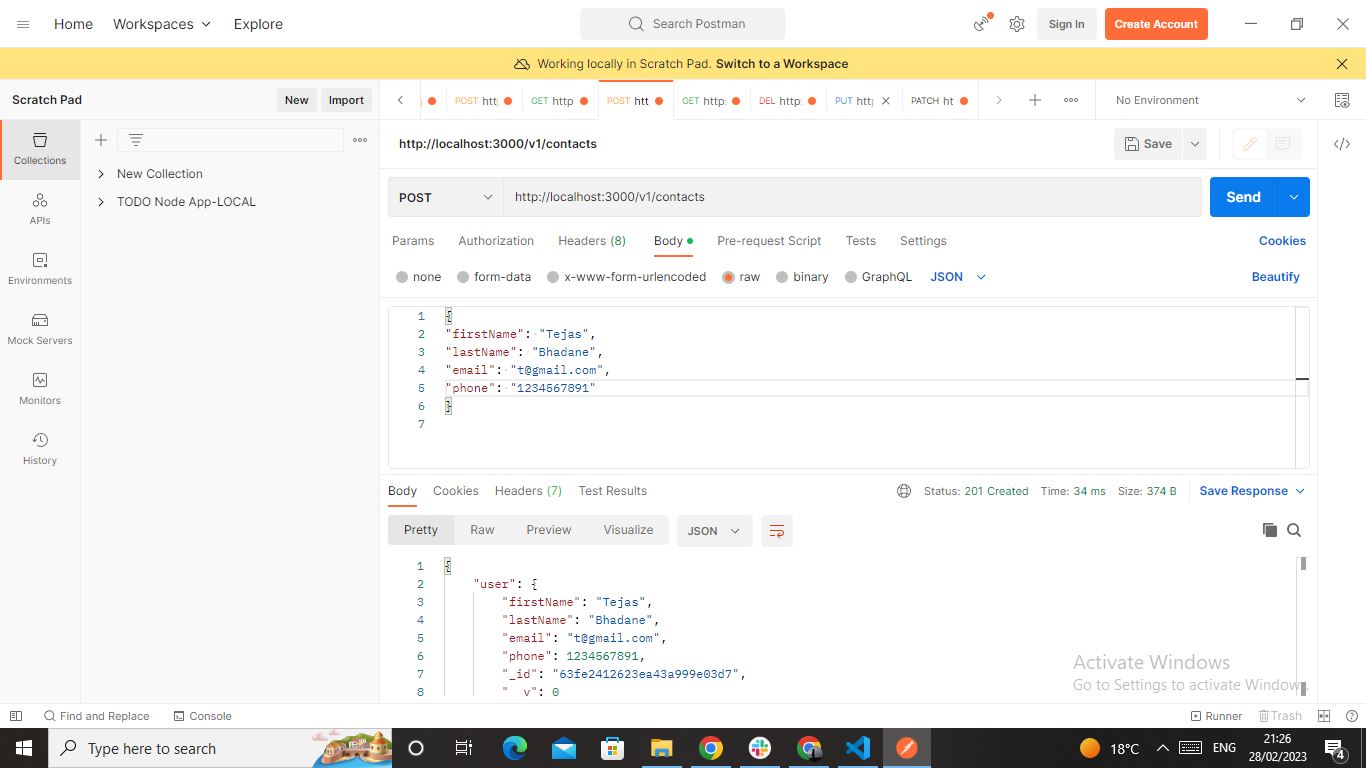 Home Workspaces Explore Search Postman Sign In Create Account
Working locally in Scratch Pad. Switch to a Workspace
Scratch Pad New Import POST htt GET http POST htt GET http: DEL http: PUT htt PATCH ht No Environment
Collections
New Collection
TODO Node App-LOCAL
APIs
Environments
Mock Servers
Monitors
History
http://localhost:3000/v1/contacts Save
POST http://localhost:3000/v1/contacts Send
Params Authorization Headers (8) Body Pre-request Script Tests Settings Cookies
none form-data x-www-form-urlencoded raw binary GraphQL JSON Beautify
1 {
2 "firstName": "Tejas",
3 "lastName": "Bhadane",
4 "email": "t@gmail.com",
5 "phone": "1234567891"
6 }
7
Body Cookies Headers (7) Test Results Status: 201 Created Time: 34 ms Size: 374 B Save Response
Pretty Raw Preview Visualize JSON
1 {
2 "user": {
3 "firstName": "Tejas",
4 "lastName": "Bhadane",
5 "email": "t@gmail.com",
6 "phone": 1234567891,
7 "_id": "63fe2412623ea43a999e03d7",
8 "__v": 0
Activate Windows
Go to Settings to activate Windows.
Find and Replace Console Runner Trash
Type here to search 18°C ENG 21:26
28/02/2023 4